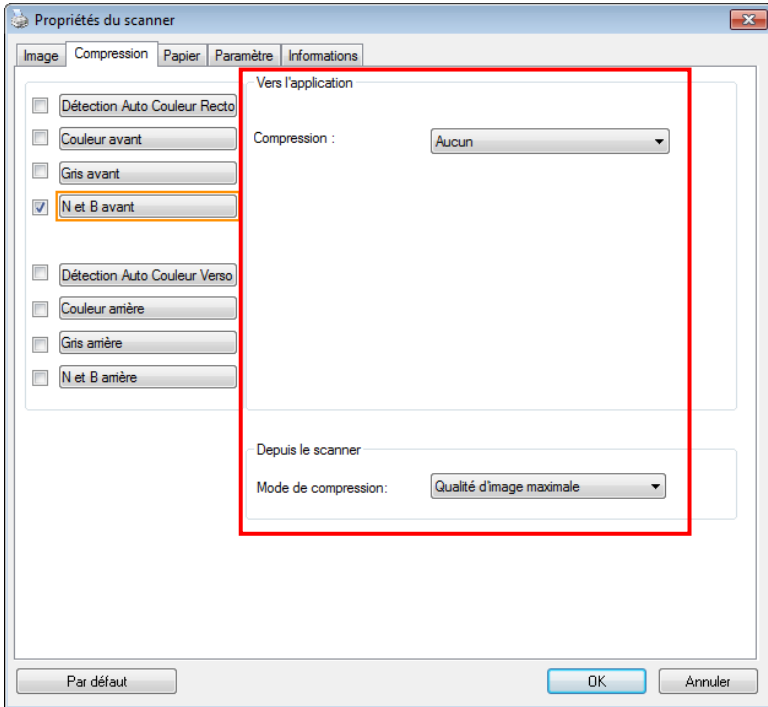 Propriétés du scanner
Image Compression Papier Paramètre Informations
Vers l'application
Détection Auto Couleur Recto
Couleur avant
Compression :
Aucun
Gris avant
N et B avant
Détection Auto Couleur Verso
Couleur arrière
Gris arrière
N et B arrière
Depuis le scanner
Mode de compression:
Qualité d'image maximale
Par défaut
OK
Annuler